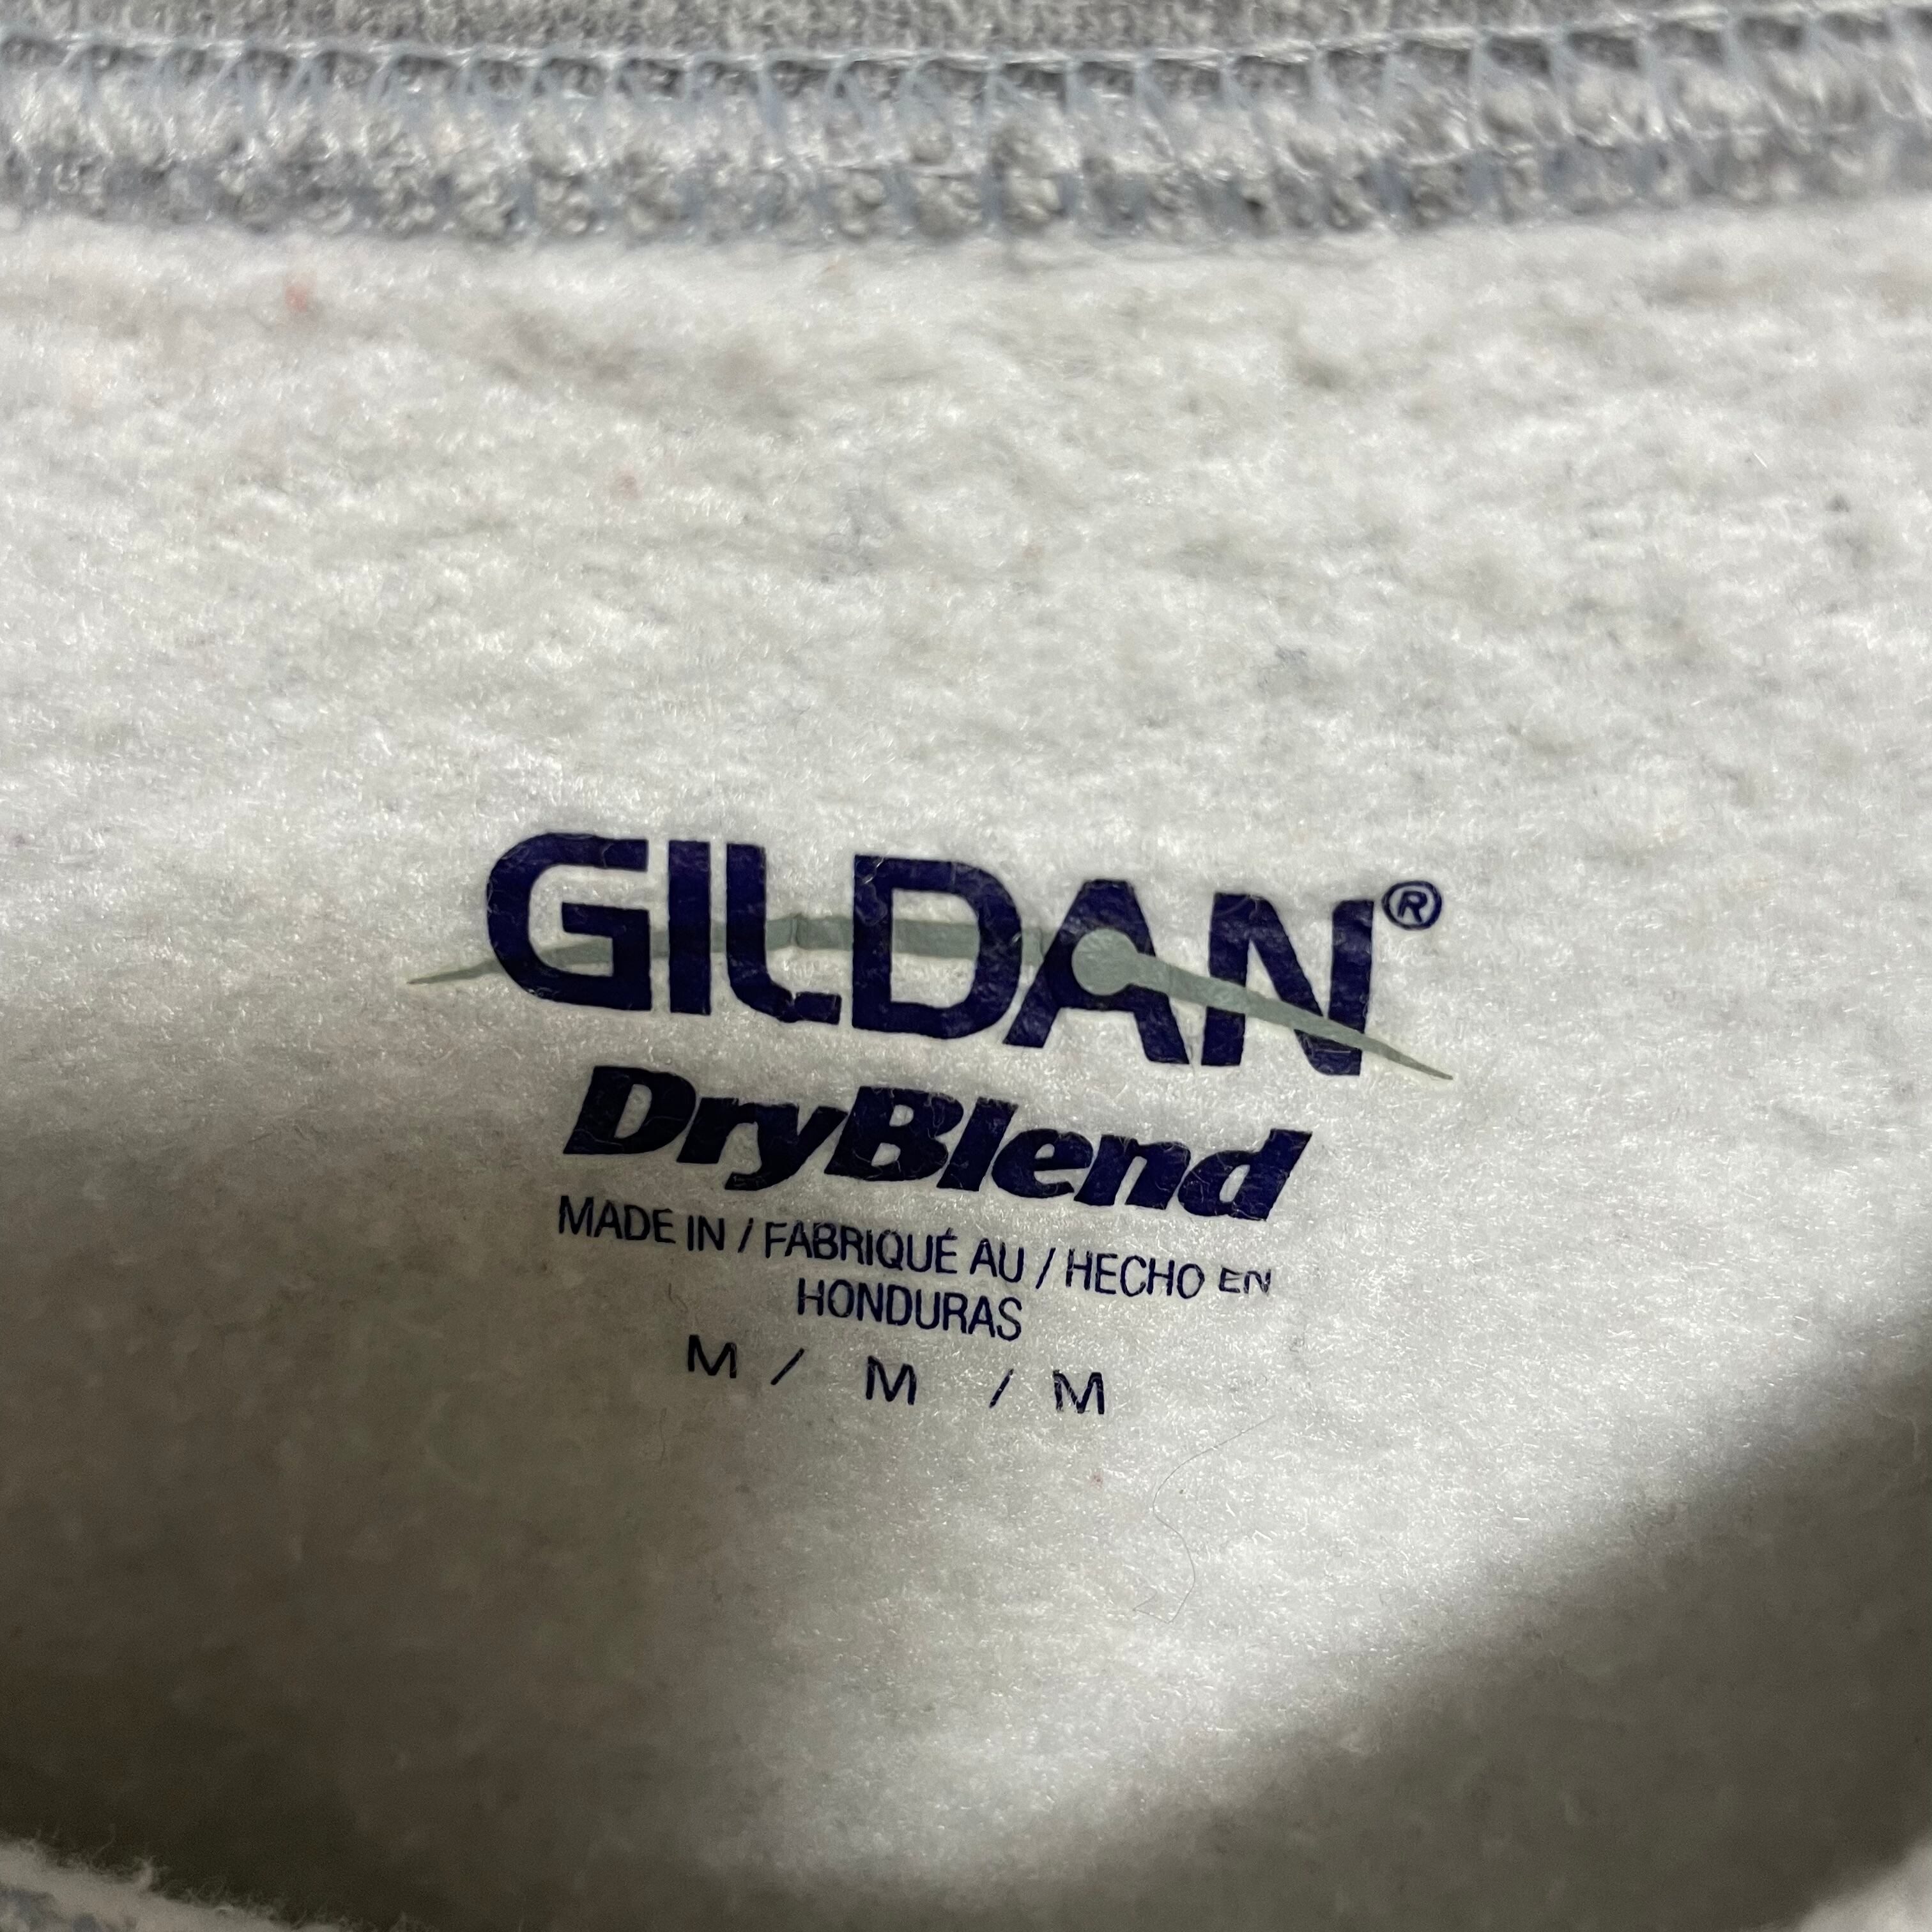 GILDAN®
DryBlend
MADE IN / FABRIQUÉ AU / HECHO EN
HONDURAS
M / M / M